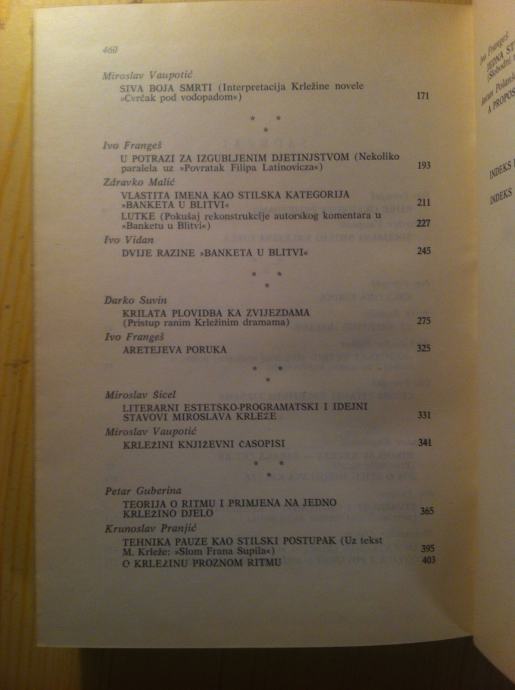 460
Miroslav Vaupotić
SIVA BOJA SMRTI (Interpretacija Krležine novele
»Cvrčak pod vodopadom«) 171
* *
*
Ivo Frangeš
U POTRAZI ZA IZGUBLJENIM DJETINJSTVOM (Nekoliko
paralela uz »Povratak Filipa Latinovicza«) 193
Zdravko Malić
VLASTITA IMENA KAO STILSKA KATEGORIJA
»BANKETA U BLITVI« 211
LUTKE (Pokušaj rekonstrukcije autorskog komentara u
»Banketu u Blitvi«) 227
Ivo Vidan
DVIJE RAZINE »BANKETA U BLITVI« 245
* *
*
Darko Suvin
KRILATA PLOVIDBA KA ZVIJEZDAMA
(Pristup ranim Krležinim dramama) 275
Ivo Frangeš
ARETEJEVA PORUKA 325
* *
*
Miroslav Šicel
LITERARNI ESTETSKO-PROGRAMATSKI I IDEJNI
STAVOVI MIROSLAVA KRLEŽE 331
Miroslav Vaupotić
KRLEŽINI KNJIŽEVNI ČASOPISI 341
* *
*
Petar Guberina
TEORIJA O RITMU I PRIMJENA NA JEDNO
KRLEŽINO DJELO 365
Krunoslav Pranjić
TEHNIKA PAUZE KAO STILSKI POSTUPAK (Uz tekst
M. Krleže: »Slom Frana Supila«) 395
O KRLEŽINU PROZNOM RITMU 403
Ivo Frangeš
A PROPOS
INDEKS
INDEKS